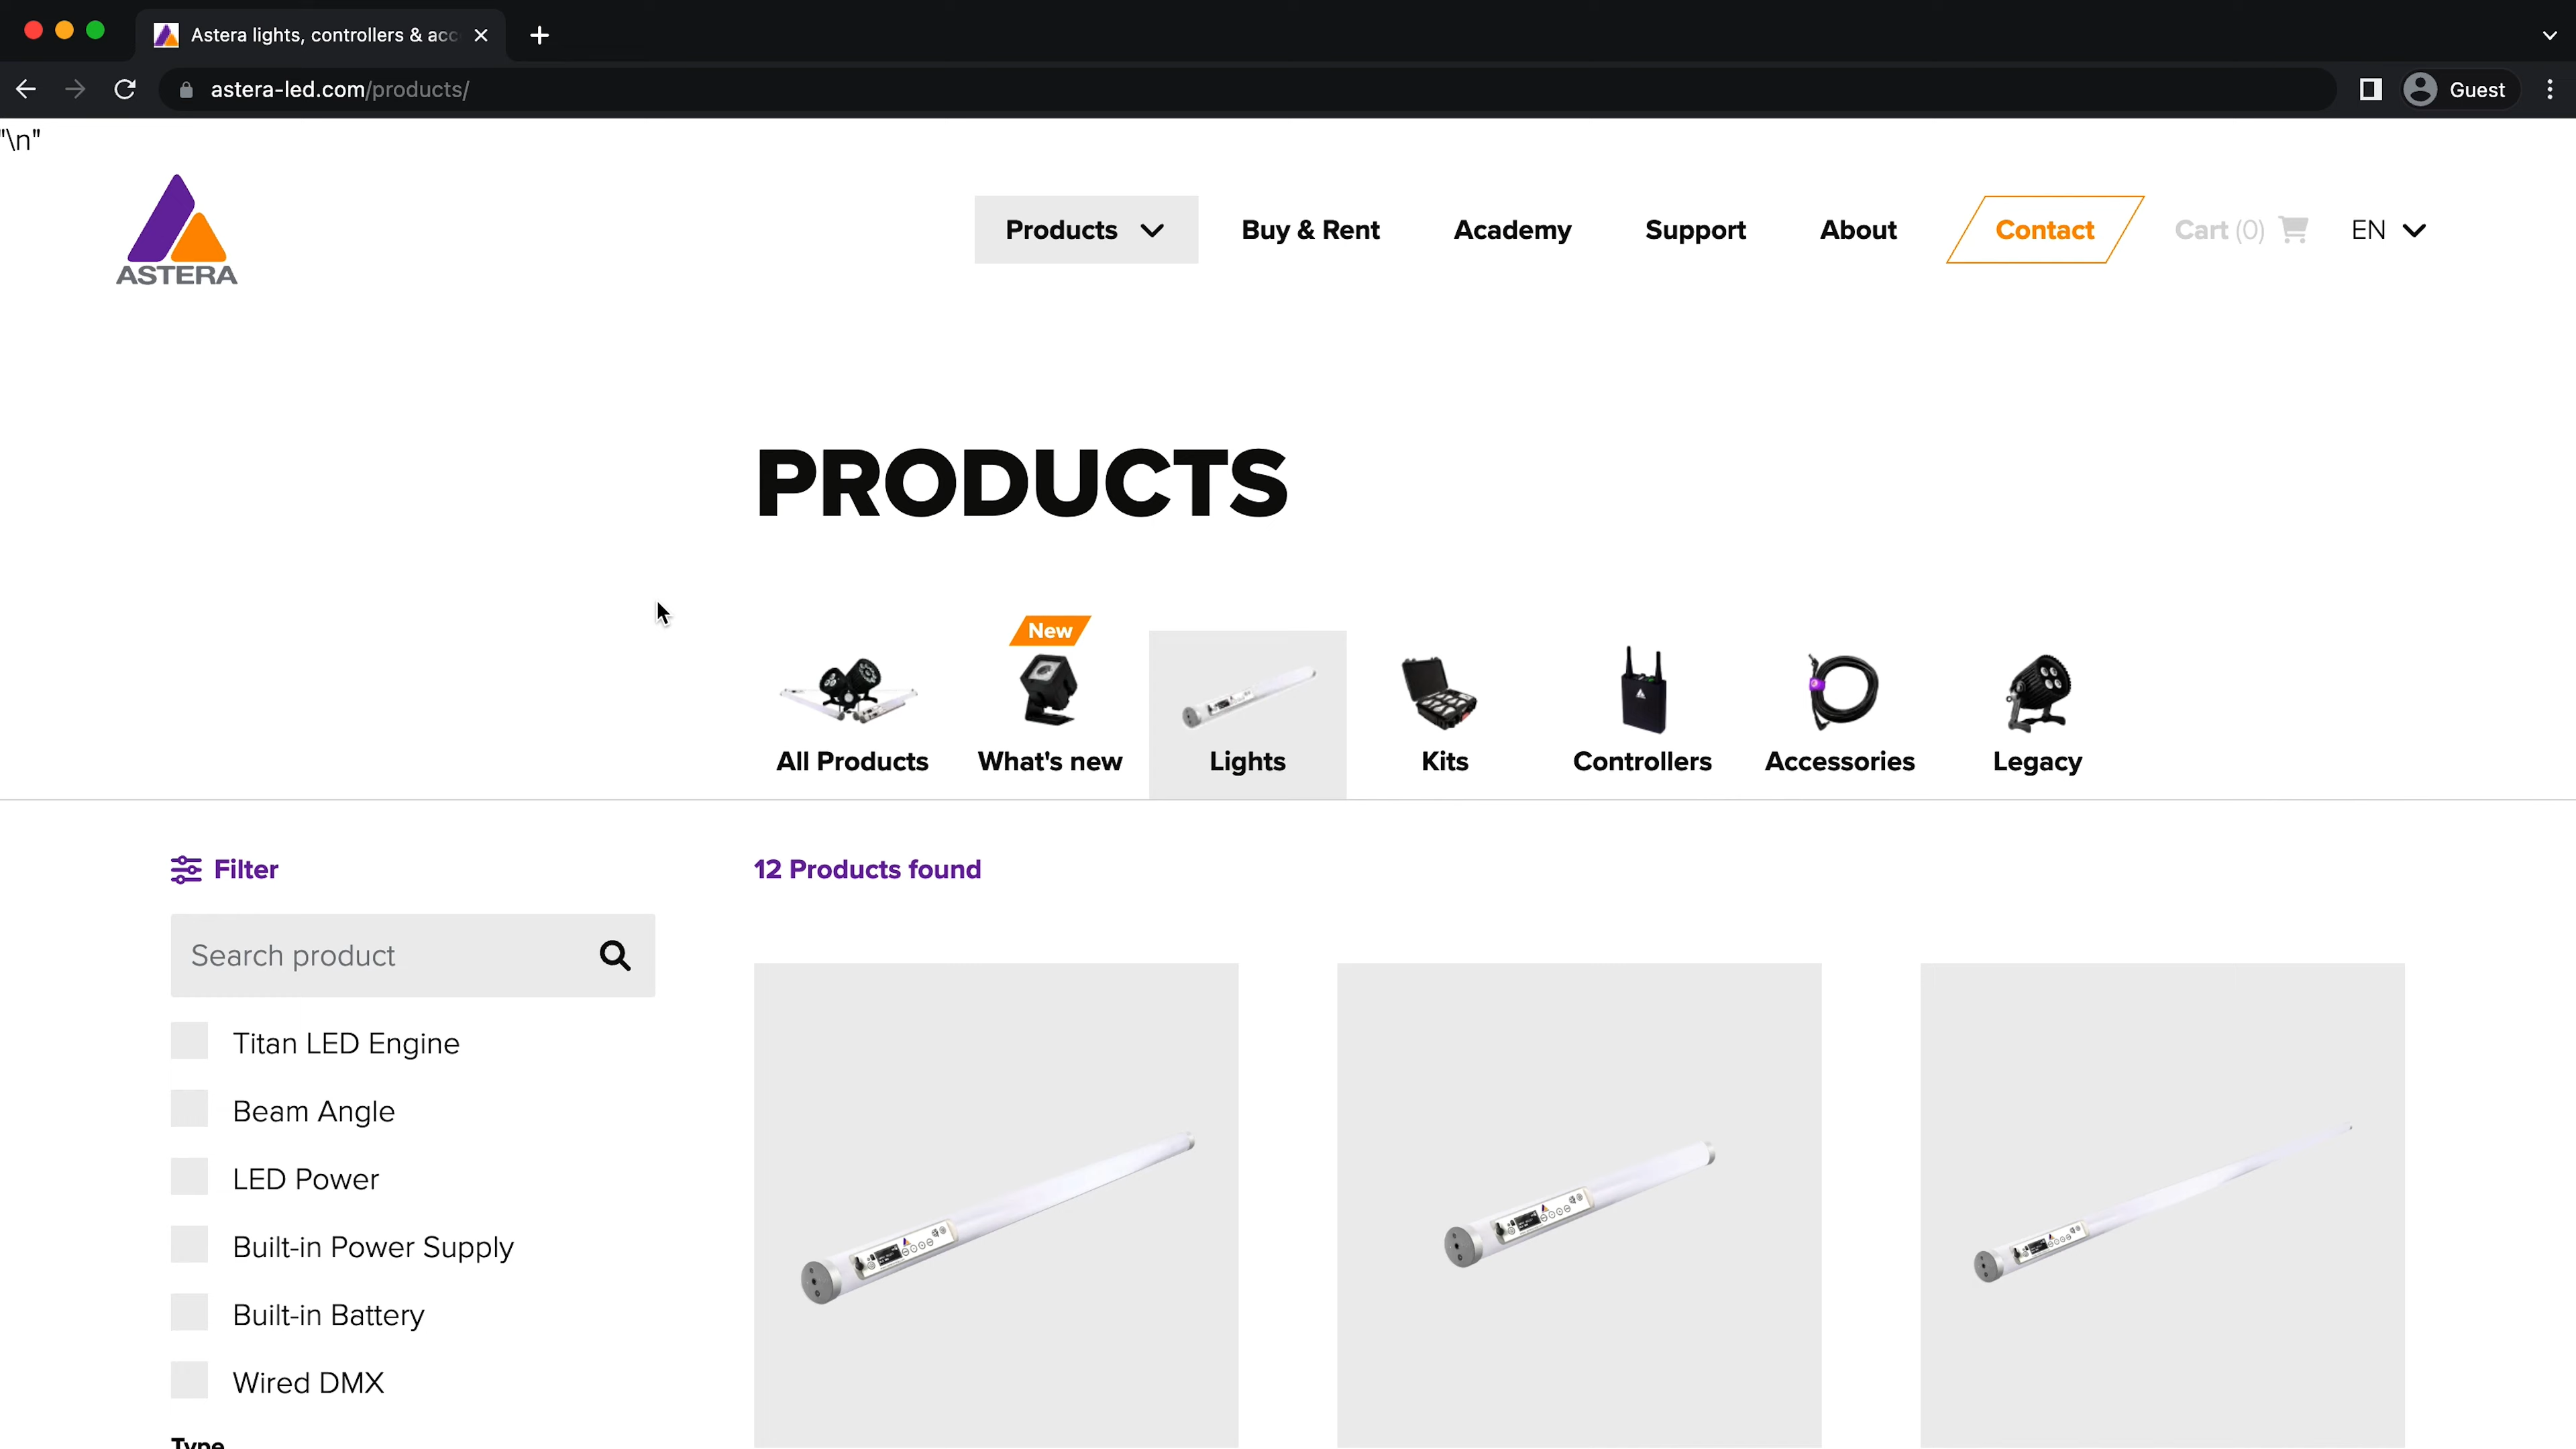 Astera lights, controllers & acc
astera-led.com/products/
Guest
"\n"
ASTERA
Products
Buy & Rent
Academy
Support
About
Contact
Cart (0)
EN
PRODUCTS
New
All Products
What's new
Lights
Kits
Controllers
Accessories
Legacy
Filter
12 Products found
Search product
Titan LED Engine
Beam Angle
LED Power
Built-in Power Supply
Built-in Battery
Wired DMX
Type